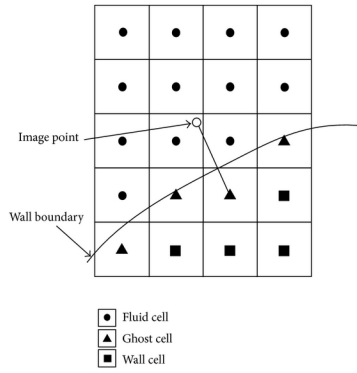 Image point
Wall boundary
Fluid cell
Ghost cell
Wall cell